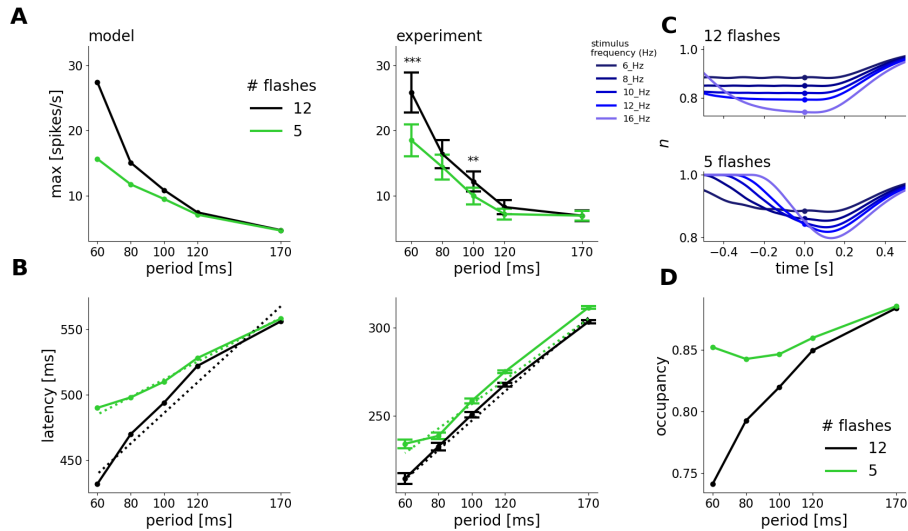 A
model
max [spikes/s]
30
20
10
60 80 100 120 170
period [ms]
# flashes
12
5
experiment
30
20
10
***
**
60 80 100 120 170
period [ms]
stimulus
frequency (Hz)
6_Hz
8_Hz
10_Hz
12_Hz
16_Hz
C
12 flashes
1.0
0.8
n
5 flashes
1.0
0.8
−0.4 −0.2 0.0 0.2 0.4
time [s]
B
latency [ms]
550
500
450
60 80 100 120 170
period [ms]
300
250
60 80 100 120 170
period [ms]
D
occupancy
0.85
0.80
0.75
# flashes
12
5
60 80 100 120 170
period [ms]